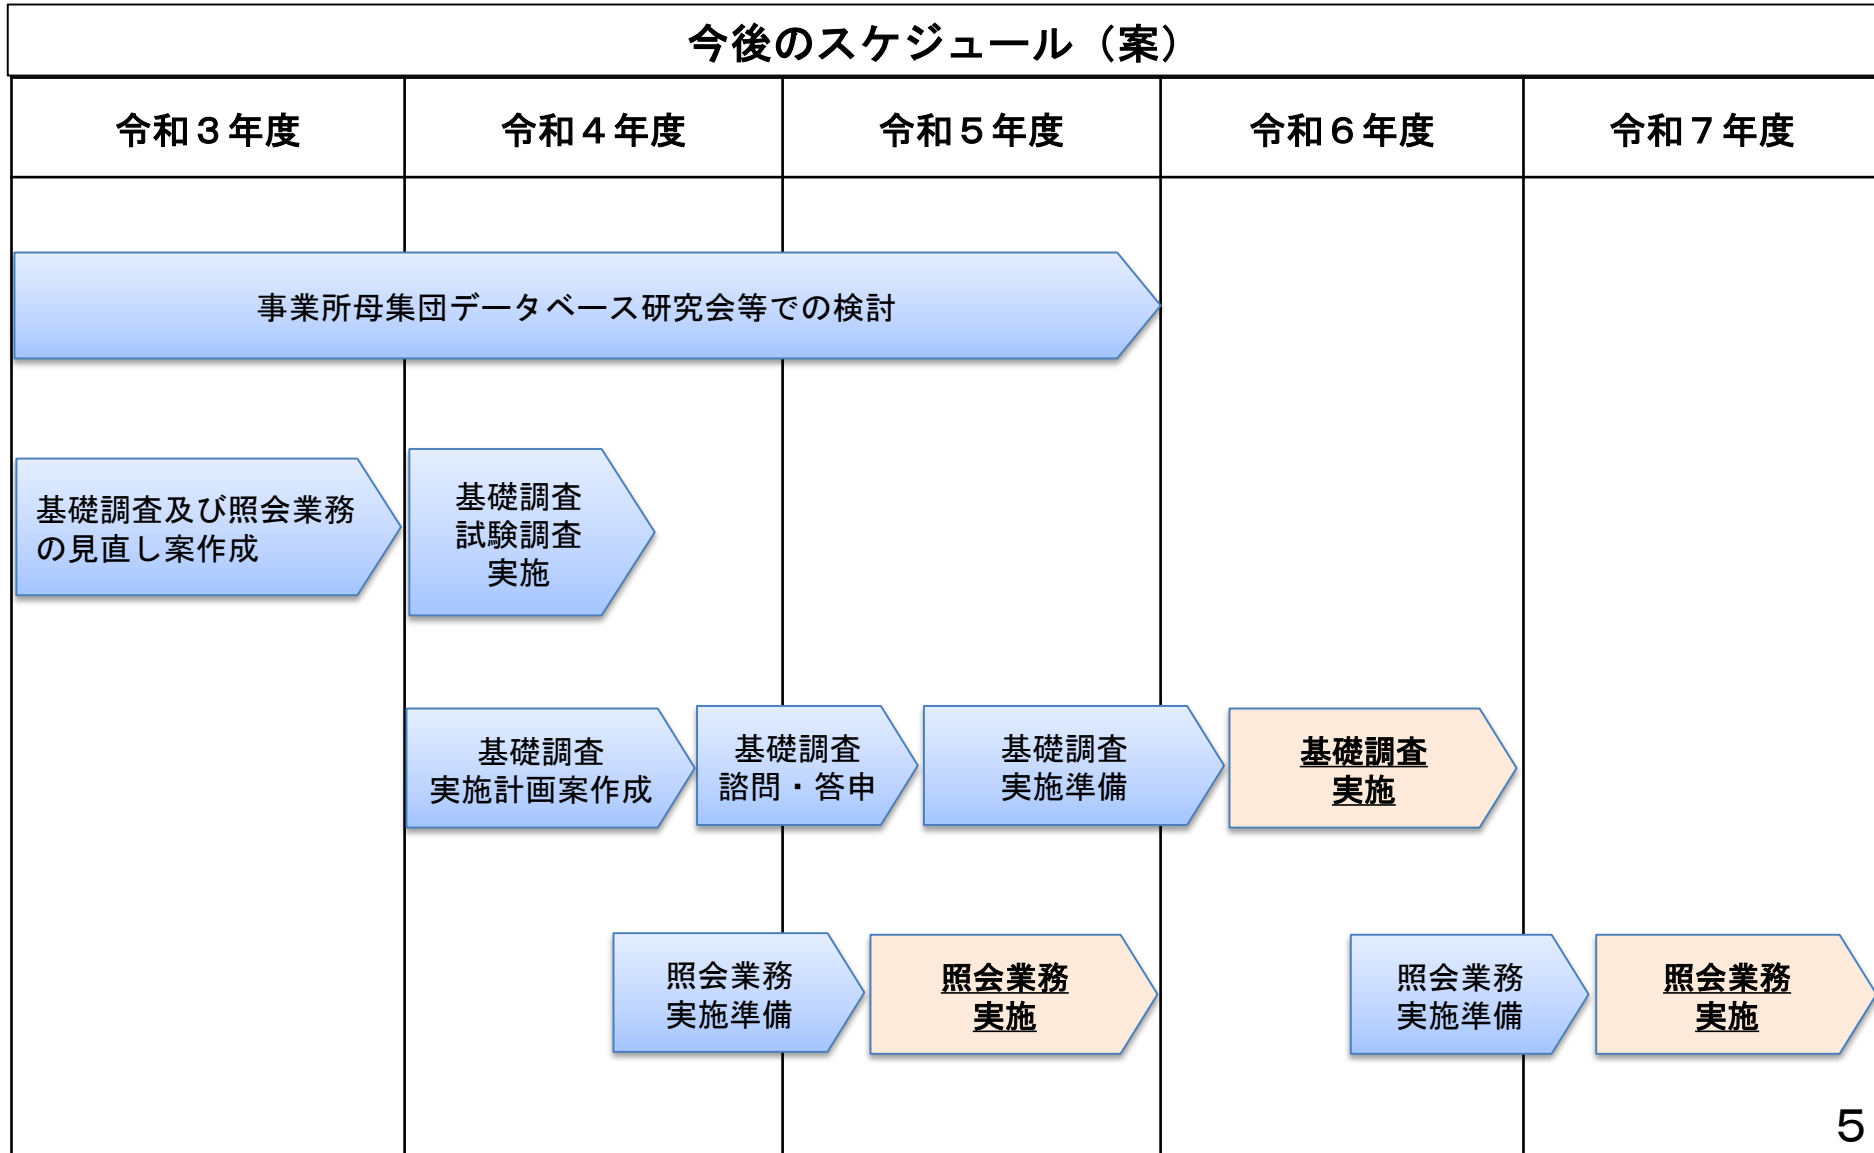 今後のスケジュール（案）
令和３年度
令和４年度
令和５年度
令和６年度
令和７年度
事業所母集団データベース研究会等での検討
基礎調査及び照会業務
の見直し案作成
基礎調査
試験調査
実施
基礎調査
実施計画案作成
基礎調査
諮問・答申
基礎調査
実施準備
基礎調査
実施
照会業務
実施準備
照会業務
実施
照会業務
実施準備
照会業務
実施
5